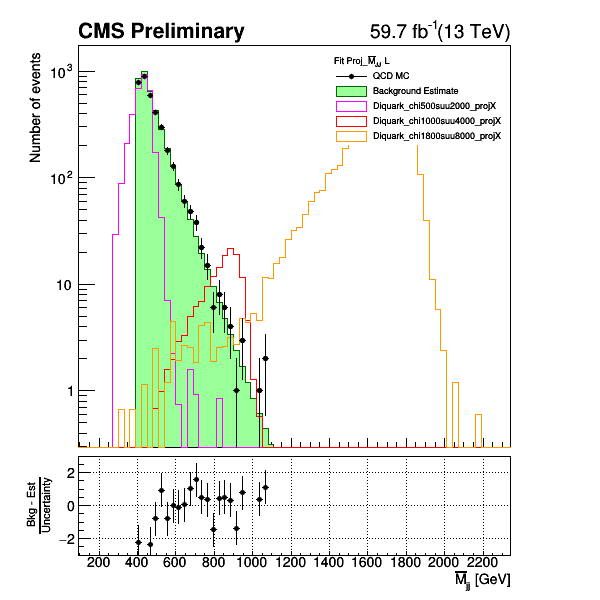 CMS Preliminary
59.7 fb⁻¹(13 TeV)
Fit Proj_M̅jj L
QCD MC
Background Estimate
Diquark_chi500suu2000_projX
Diquark_chi1000suu4000_projX
Diquark_chi1800suu8000_projX
Number of events
10³
10²
10
1
Bkg - Est
Uncertainty
2
0
−2
200 400 600 800 1000 1200 1400 1600 1800 2000 2200
M̅jj [GeV]